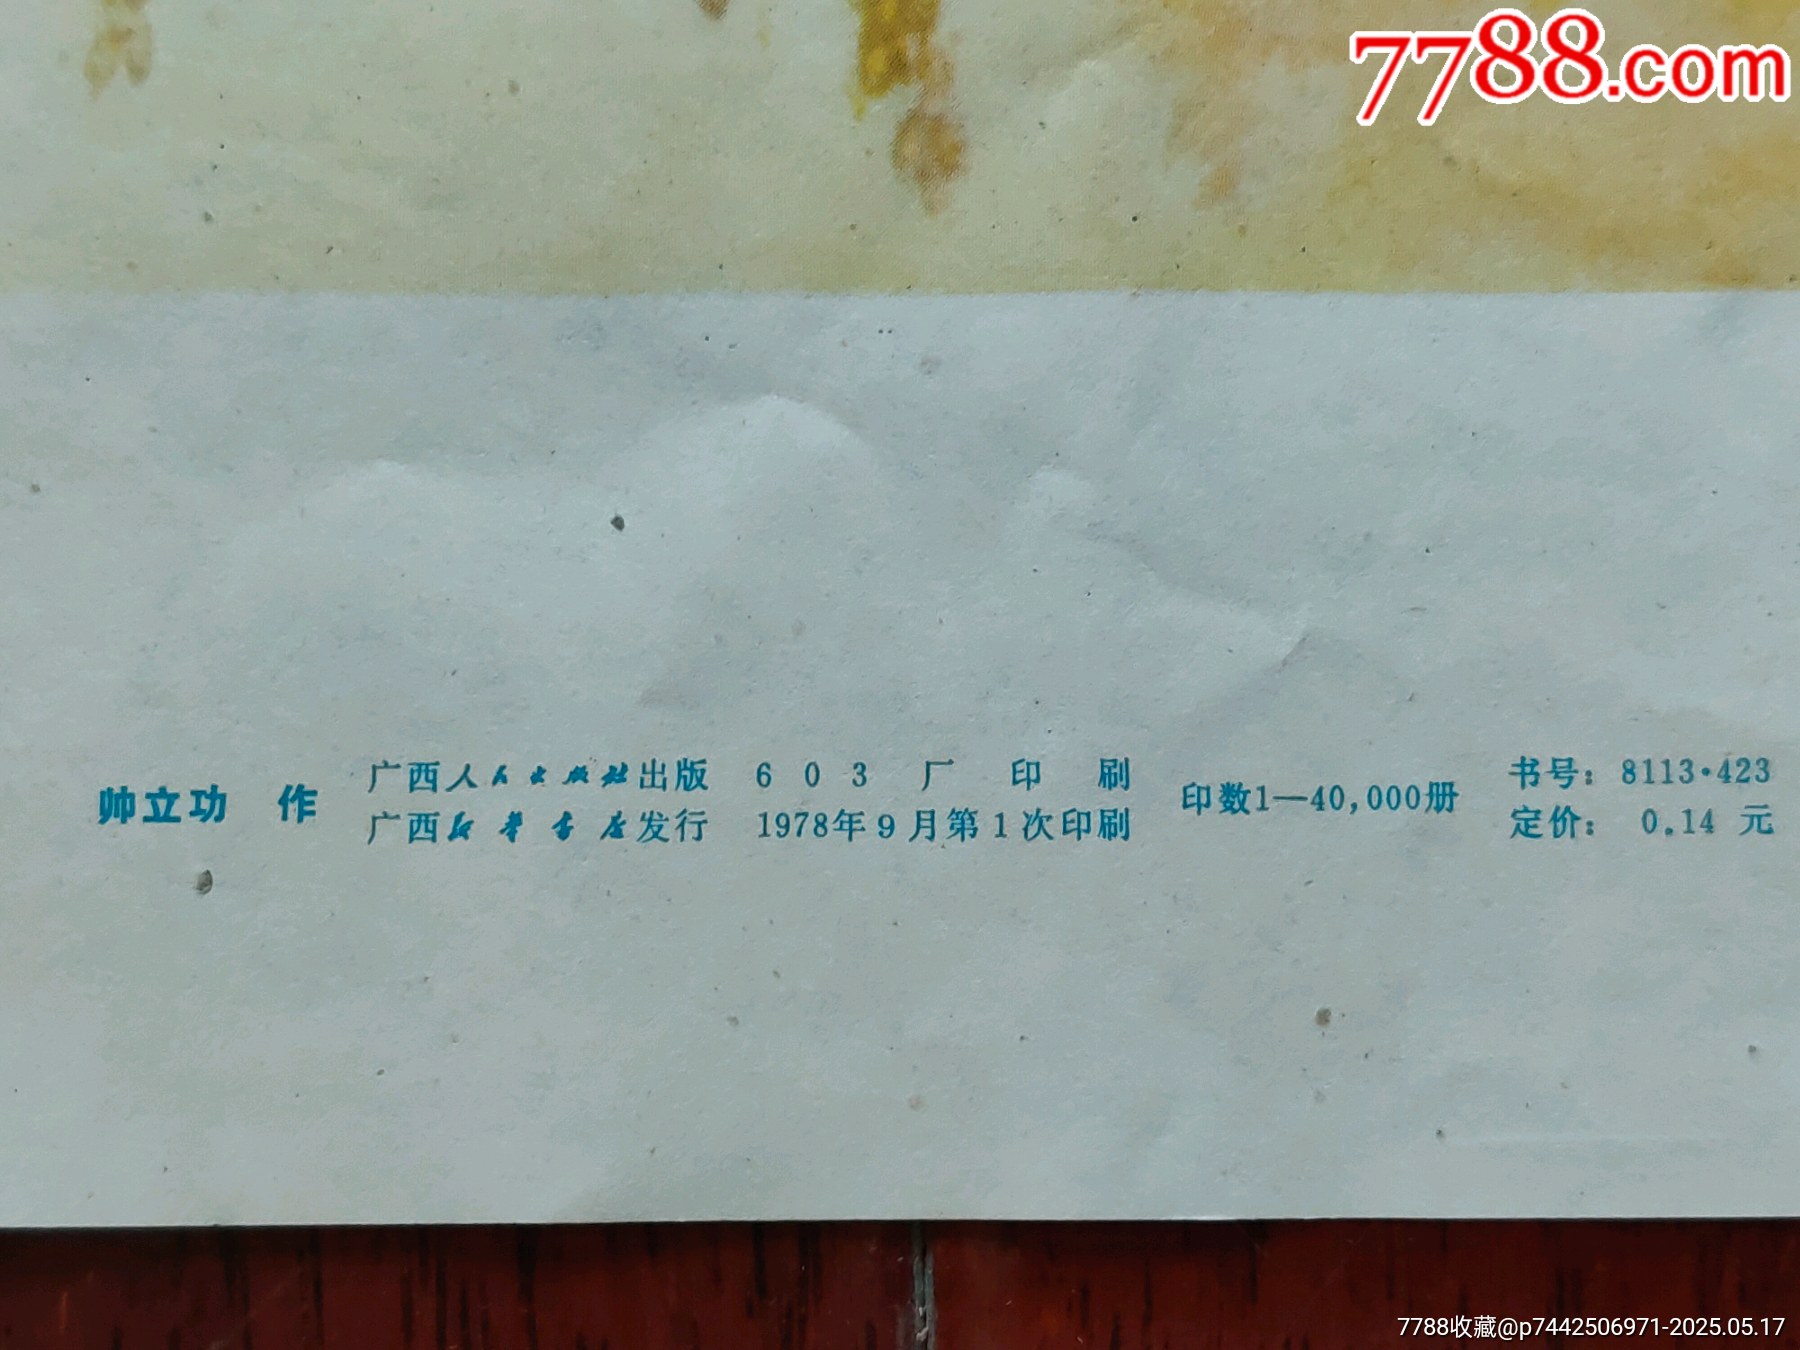 7788.com
帅立功 作
广西人民出版社出版
广西新华书店发行
603厂印刷
1978年9月第1次印刷
印数1—40,000册
书号：8113·423
定价： 0.14 元
7788收藏@p7442506971-2025.05.17